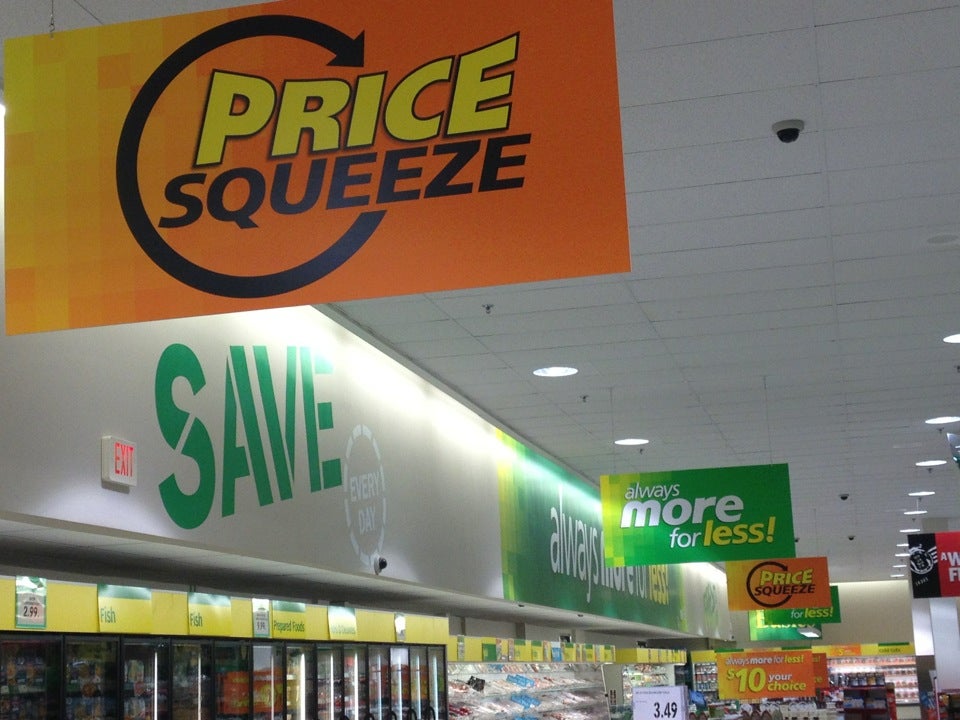 PRICE
SQUEEZE
SAVE
EVERY
DAY
EXIT
always more for less!
always
more
for less!
PRICE
SQUEEZE
for less!
always more for less!
$10 your
choice
2.99
Fish
Fish
Prepared Foods
3.49